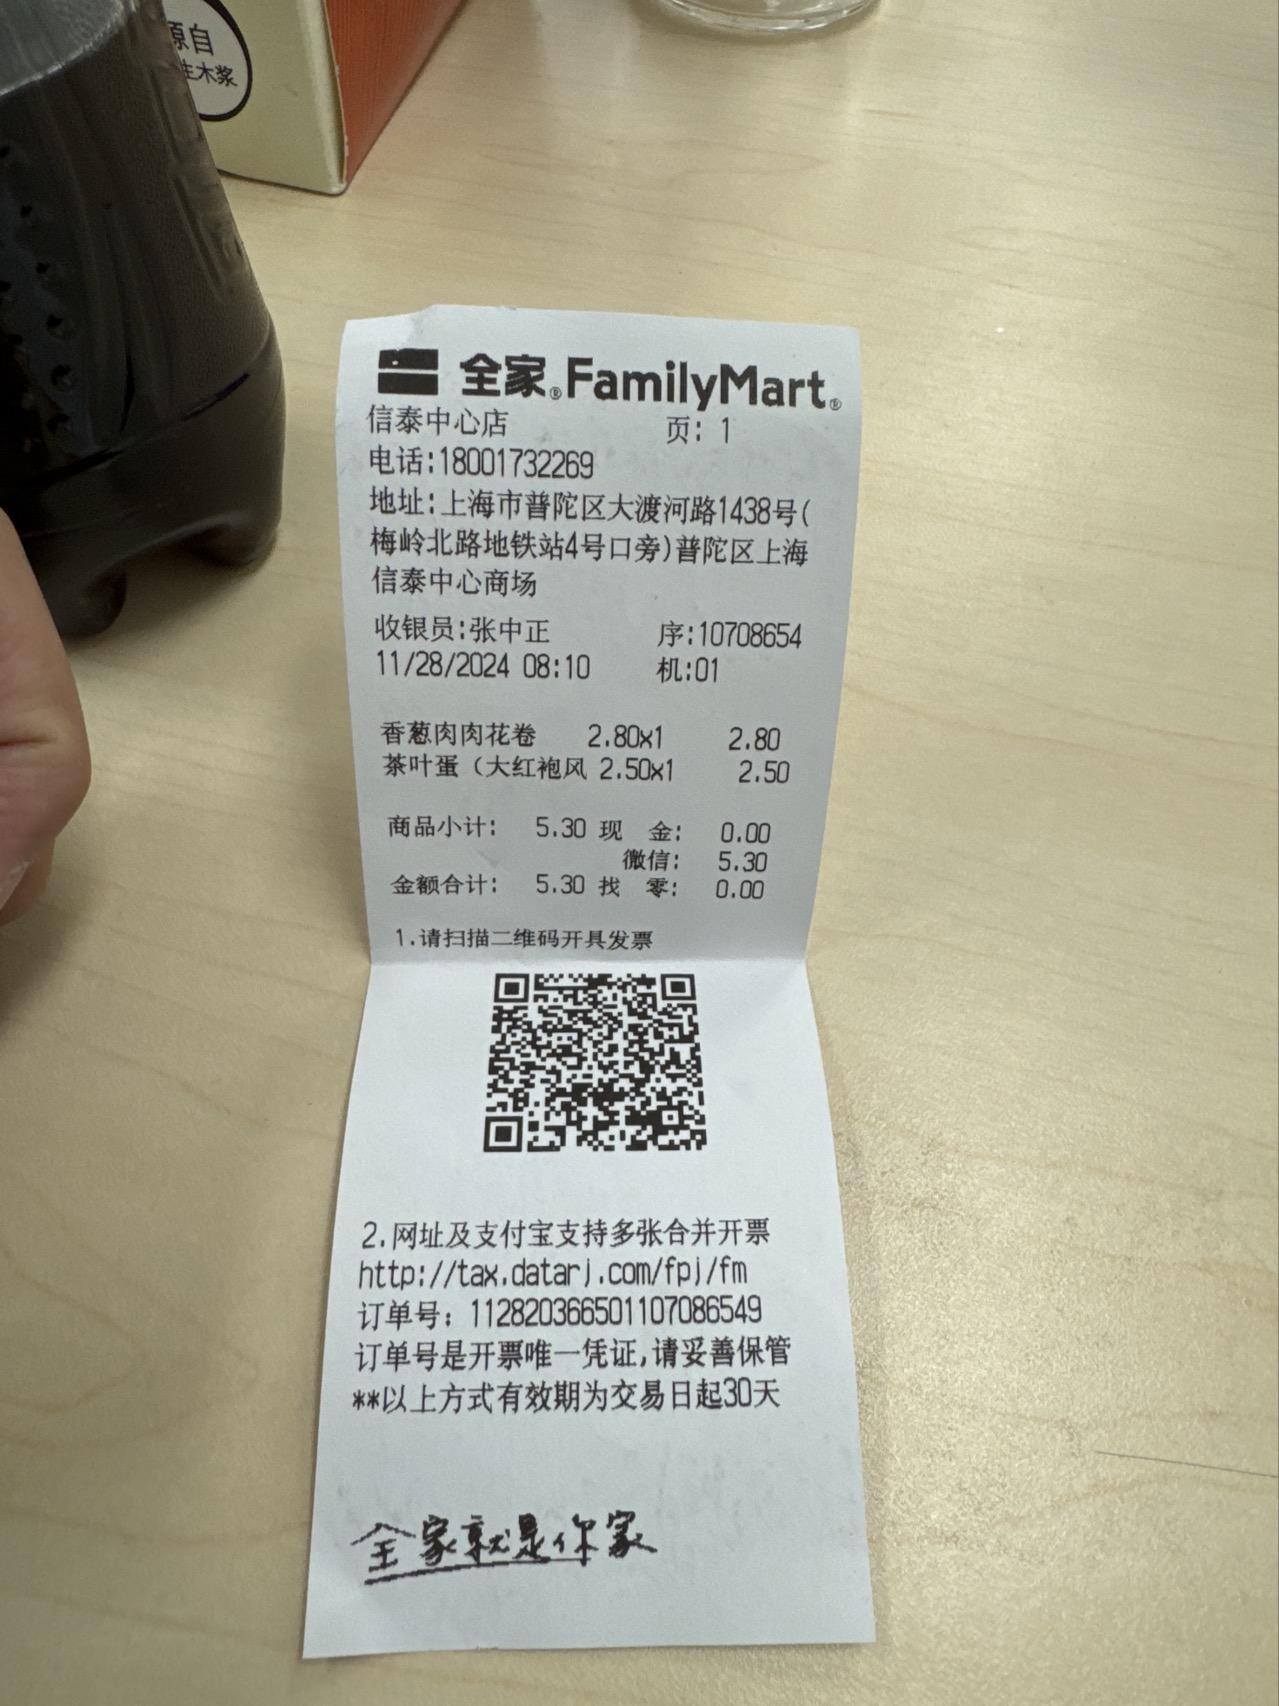 原自
生木浆
全家®FamilyMart®
信泰中心店 页: 1
电话:18001732269
地址:上海市普陀区大渡河路1438号(
梅岭北路地铁站4号口旁)普陀区上海
信泰中心商场
收银员:张中正 序:10708654
11/28/2024 08:10 机:01
香葱肉肉花卷 2.80x1 2.80
茶叶蛋（大红袍风 2.50x1 2.50
商品小计: 5.30 现 金: 0.00
微信: 5.30
金额合计: 5.30 找 零: 0.00
1.请扫描二维码开具发票
2.网址及支付宝支持多张合并开票
http://tax.datarj.com/fpj/fm
订单号: 112820366501107086549
订单号是开票唯一凭证,请妥善保管
**以上方式有效期为交易日起30天
全家就是你家